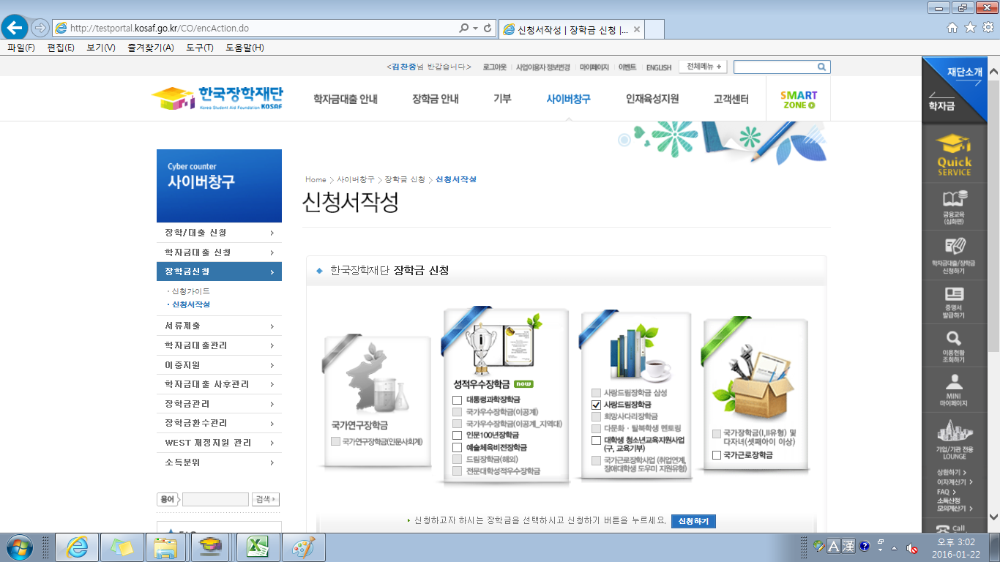 http://testportal.kosaf.go.kr/CO/encAction.do
신청서작성 | 장학금 신청 |...
파일(F) 편집(E) 보기(V) 즐겨찾기(A) 도구(T) 도움말(H)
<김찬중님 반갑습니다> 로그아웃 사업이용자 정보변경 마이페이지 이벤트 ENGLISH 전체메뉴 +
한국장학재단
Korea Student Aid Foundation KOSAF
학자금대출 안내 장학금 안내 기부 사이버창구 인재육성지원 고객센터
SMART
ZONE
재단소개
학자금
Quick
SERVICE
금융교육
(심화편)
학자금대출/장학금
신청하기
증명서
발급하기
이용현황
조회하기
MINI
마이페이지
기업/기관 전용
LOUNGE
상환하기 >
이자계산기 >
FAQ >
소득산정
모의계산기 >
Call
Cyber counter
사이버창구
장학/대출 신청
학자금대출 신청
장학금신청
· 신청가이드
· 신청서작성
서류제출
학자금대출관리
이중지원
학자금대출 사후관리
장학금관리
장학금환수관리
WEST 재정지원 관리
소득분위
용어 검색
FAQ
Home > 사이버창구 > 장학금 신청 > 신청서작성
신청서작성
한국장학재단 장학금 신청
국가연구장학금
국가연구장학금(인문사회계)
성적우수장학금 new
대통령과학장학금
국가우수장학금(이공계)
국가우수장학금(이공계_지역대)
인문100년장학금
예술체육비전장학금
드림장학금(해외)
전문대학성적우수장학금
사랑드림장학금 삼성
사랑드림장학금
희망사다리장학금
다문화 · 탈북학생 멘토링
대학생 청소년교육지원사업
(구, 교육기부)
국가근로장학사업 (취업연계,
장애대학생 도우미 지원유형)
국가장학금(I,II유형) 및
다자녀(셋째아이 이상)
국가근로장학금
신청하고자 하시는 장학금을 선택하시고 신청하기 버튼을 누르세요. 신청하기
A 漢 ?
오후 3:02
2016-01-22